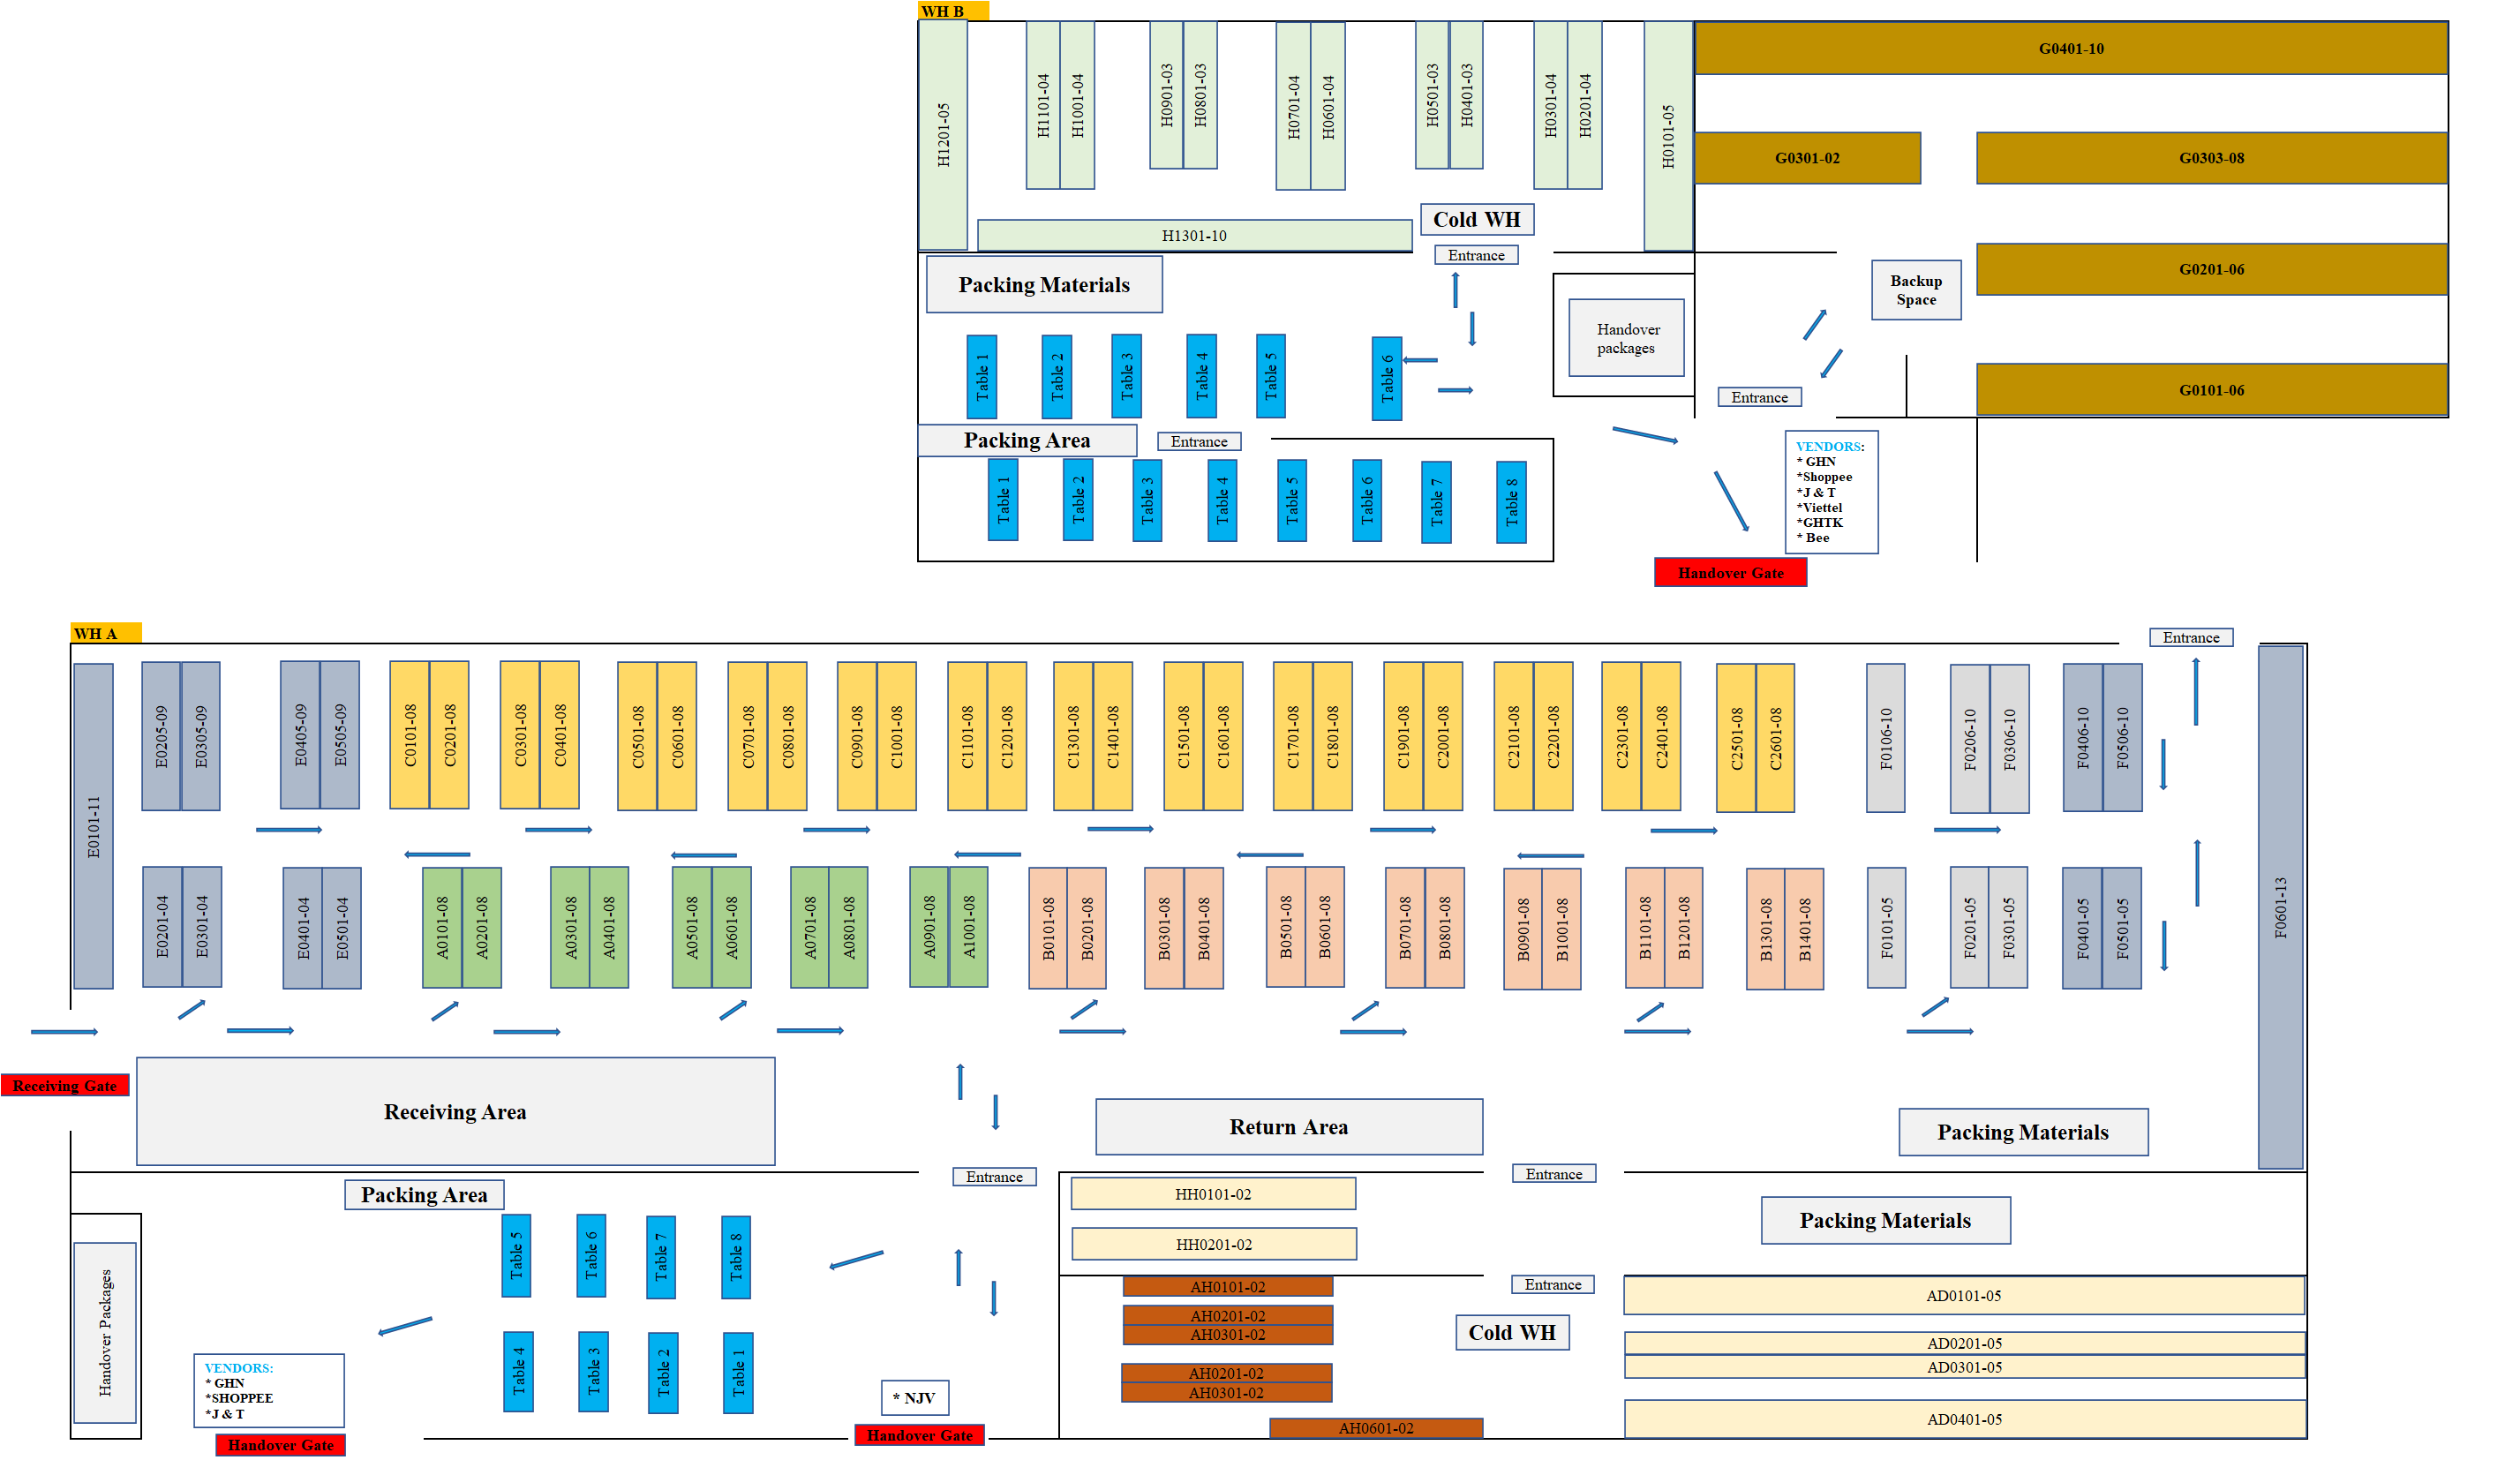 WH B
H1201-05
H1101-04
H1001-04
H0901-03
H0801-03
H0701-04
H0601-04
H0501-03
H0401-03
H0301-04
H0201-04
H0101-05
G0401-10
G0301-02
G0303-08
H1301-10
Cold WH
Entrance
G0201-06
Packing Materials
Backup
Space
Handover
packages
Table 1
Table 2
Table 3
Table 4
Table 5
Table 6
Entrance
G0101-06
Packing Area
Entrance
VENDORS:
* GHN
*Shoppee
*J & T
*Viettel
*GHTK
* Bee
Table 1
Table 2
Table 3
Table 4
Table 5
Table 6
Table 7
Table 8
Handover Gate
WH A
Entrance
E0101-11
E0205-09
E0305-09
E0405-09
E0505-09
C0101-08
C0201-08
C0301-08
C0401-08
C0501-08
C0601-08
C0701-08
C0801-08
C0901-08
C1001-08
C1101-08
C1201-08
C1301-08
C1401-08
C1501-08
C1601-08
C1701-08
C1801-08
C1901-08
C2001-08
C2101-08
C2201-08
C2301-08
C2401-08
C2501-08
C2601-08
F0106-10
F0206-10
F0306-10
F0406-10
F0506-10
F0601-13
E0201-04
E0301-04
E0401-04
E0501-04
A0101-08
A0201-08
A0301-08
A0401-08
A0501-08
A0601-08
A0701-08
A0801-08
A0901-08
A1001-08
B0101-08
B0201-08
B0301-08
B0401-08
B0501-08
B0601-08
B0701-08
B0801-08
B0901-08
B1001-08
B1101-08
B1201-08
B1301-08
B1401-08
F0101-05
F0201-05
F0301-05
F0401-05
F0501-05
Receiving Gate
Receiving Area
Return Area
Packing Materials
Entrance
Entrance
Packing Area
HH0101-02
Packing Materials
HH0201-02
Handover Packages
Table 5
Table 6
Table 7
Table 8
AH0101-02
Entrance
AD0101-05
AH0201-02
AH0301-02
Cold WH
AD0201-05
AD0301-05
Table 4
Table 3
Table 2
Table 1
VENDORS:
* GHN
*SHOPPEE
*J & T
* NJV
AH0201-02
AH0301-02
AD0401-05
AH0601-02
Handover Gate
Handover Gate